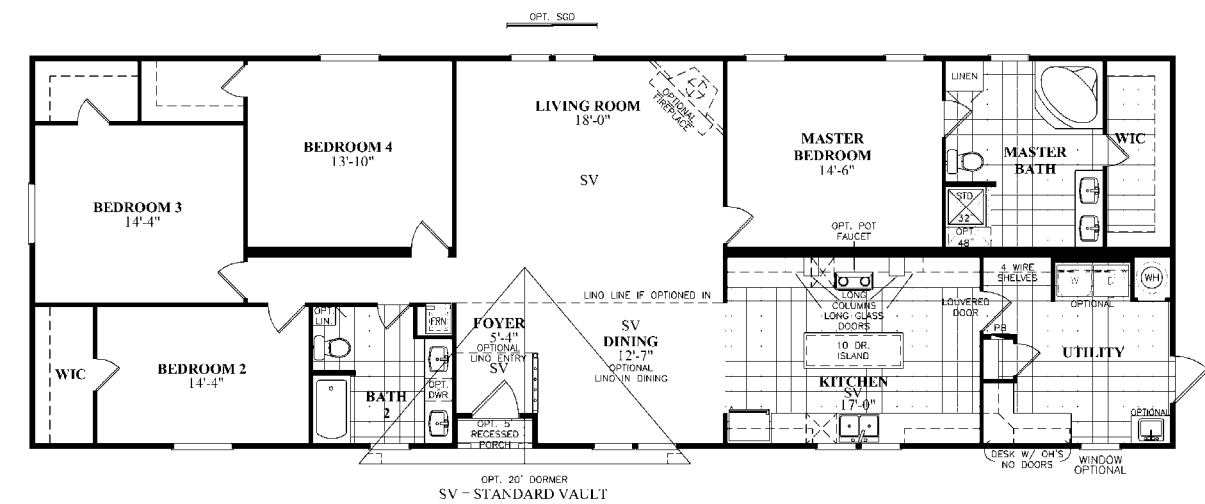 OPT. SGD
LINEN
LIVING ROOM
18'-0"
OPTIONAL
FIREPLACE
BEDROOM 4
13'-10"
MASTER
BEDROOM
14'-6"
MASTER
BATH
WIC
SV
BEDROOM 3
14'-4"
STD.
32"
OPT.
48"
OPT. POT
FAUCET
4 WIRE
SHELVES
W
D
WH
OPTIONAL
LINO LINE IF OPTIONED IN
LONG
COLUMNS
LONG GLASS
DOORS
LOUVERED
DOOR
OPT.
LIN.
FRN
FOYER
5'-4"
OPTIONAL
LINO ENTRY
SV
SV
DINING
12'-7"
OPTIONAL
LINO IN DINING
10 DR.
ISLAND
PB
UTILITY
WIC
BEDROOM 2
14'-4"
BATH
2
OPT.
DWR
KITCHEN
SV
17'-0"
OPTIONAL
OPT. 5'
RECESSED
PORCH
DESK W/ OH'S
NO DOORS
WINDOW
OPTIONAL
OPT. 20' DORMER
SV = STANDARD VAULT